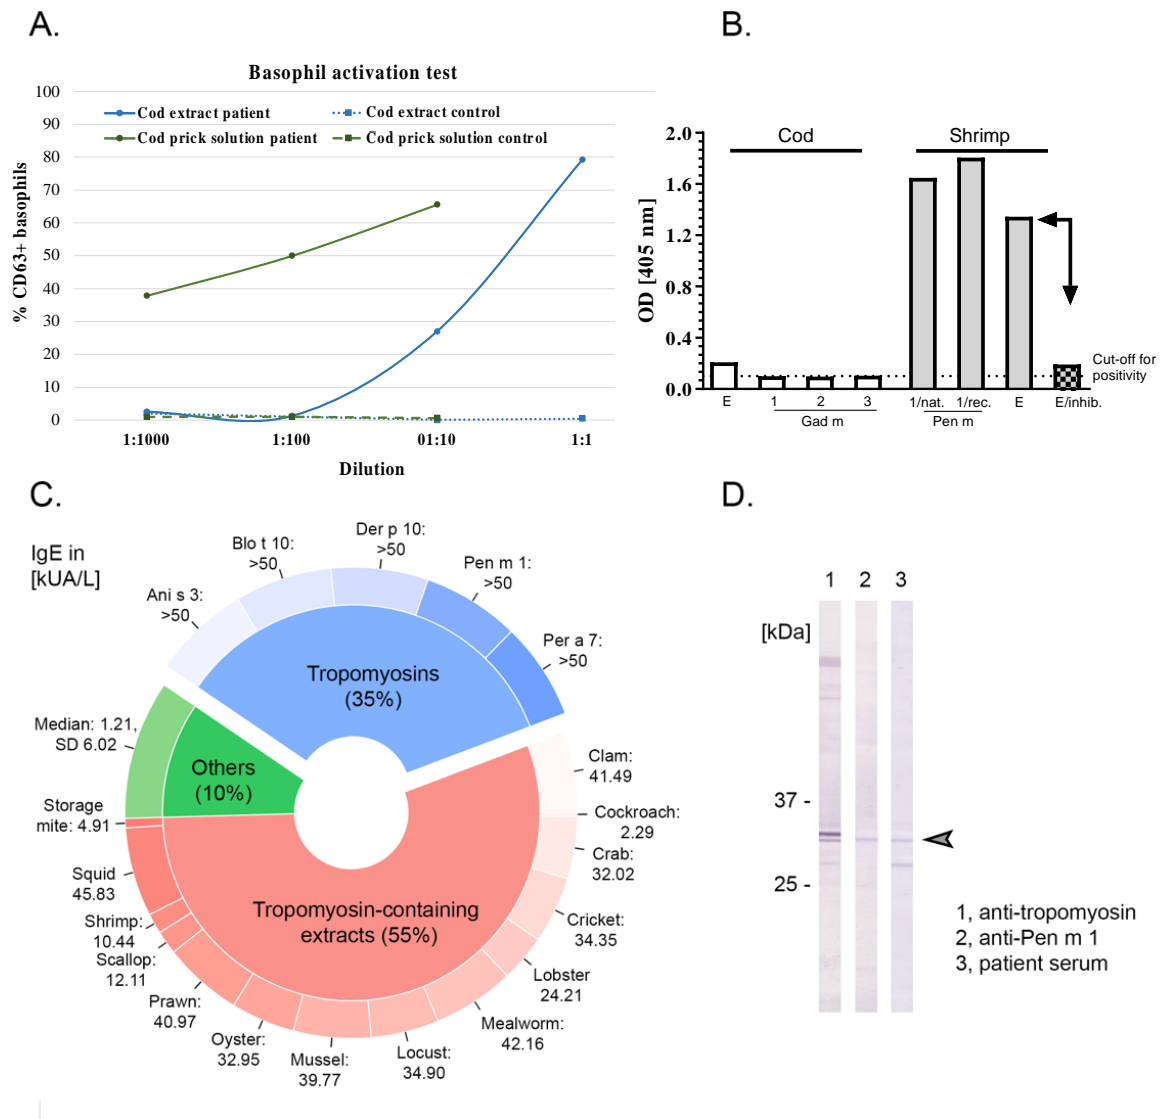 A.
Basophil activation test
Cod extract patient
Cod extract control
Cod prick solution patient
Cod prick solution control
% CD63+ basophils
100
90
80
70
60
50
40
30
20
10
0
1:1000
1:100
01:10
1:1
Dilution
B.
Cod
Shrimp
OD [405 nm]
2.0
1.6
1.2
0.8
0.4
0.0
Cut-off for
positivity
E
1
2
3
1/nat.
1/rec.
E
E/inhib.
Gad m
Pen m
C.
IgE in
[kUA/L]
Ani s 3:
>50
Blo t 10:
>50
Der p 10:
>50
Pen m 1:
>50
Per a 7:
>50
Tropomyosins
(35%)
Median: 1.21,
SD 6.02
Others
(10%)
Tropomyosin-containing
extracts (55%)
Clam:
41.49
Cockroach:
2.29
Crab:
32.02
Cricket:
34.35
Lobster
24.21
Mealworm:
42.16
Locust:
34.90
Mussel:
39.77
Oyster:
32.95
Prawn:
40.97
Scallop:
12.11
Shrimp:
10.44
Squid
45.83
Storage
mite: 4.91
D.
1
2
3
[kDa]
37 -
25 -
1, anti-tropomyosin
2, anti-Pen m 1
3, patient serum